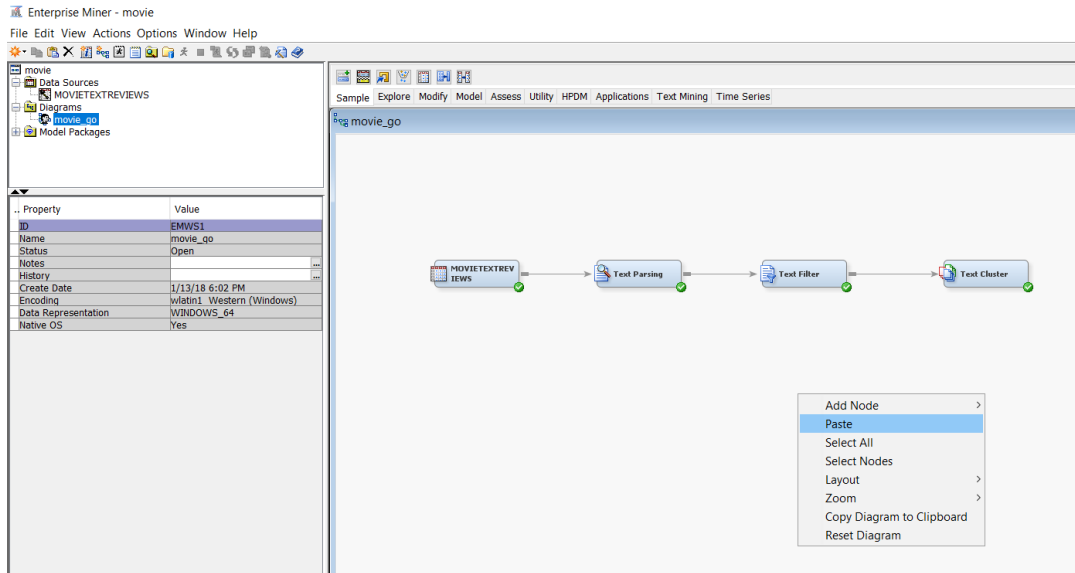 Enterprise Miner - movie
File Edit View Actions Options Window Help
movie
Data Sources
MOVIETEXTREVIEWS
Diagrams
movie_go
Model Packages
.. Property Value
ID EMWS1
Name movie_go
Status Open
Notes ...
History ...
Create Date 1/13/18 6:02 PM
Encoding wlatin1 Western (Windows)
Data Representation WINDOWS_64
Native OS Yes
Sample Explore Modify Model Assess Utility HPDM Applications Text Mining Time Series
movie_go
MOVIETEXTREV
IEWS
Text Parsing
Text Filter
Text Cluster
Add Node >
Paste
Select All
Select Nodes
Layout >
Zoom >
Copy Diagram to Clipboard
Reset Diagram